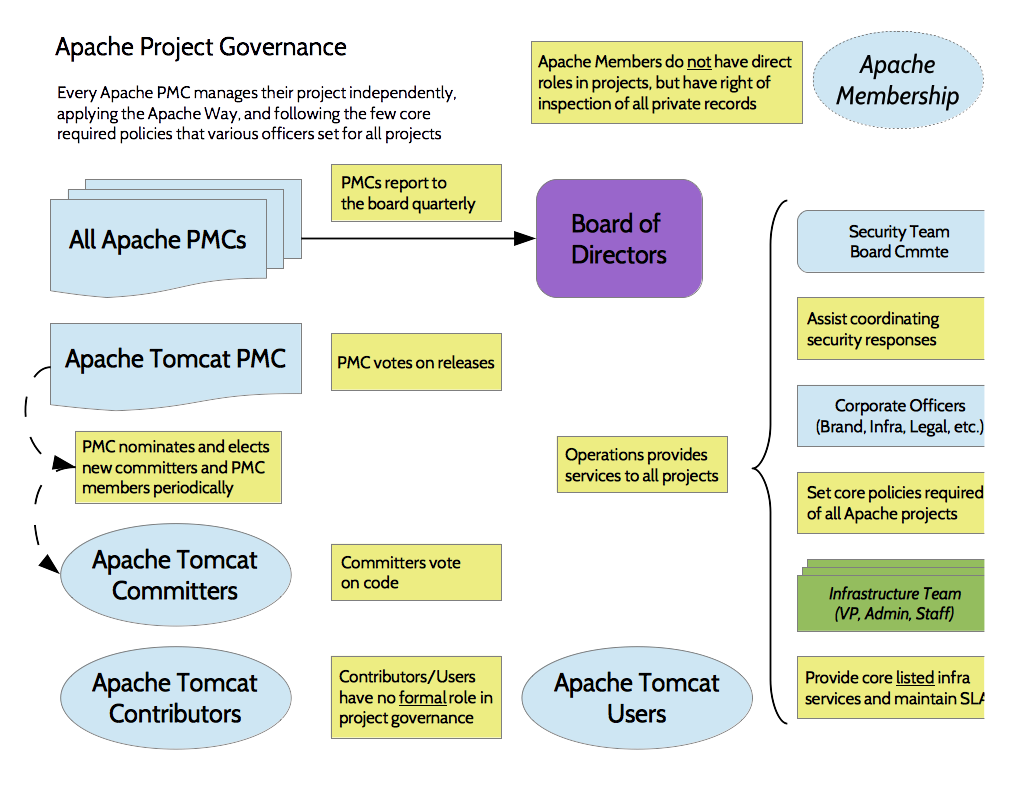 Apache Project Governance
Every Apache PMC manages their project independently,
applying the Apache Way, and following the few core
required policies that various officers set for all projects
Apache Members do not have direct
roles in projects, but have right of
inspection of all private records
Apache
Membership
All Apache PMCs
PMCs report to
the board quarterly
Board of
Directors
Security Team
Board Cmmte
Assist coordinating
security responses
Apache Tomcat PMC
PMC votes on releases
Corporate Officers
(Brand, Infra, Legal, etc.)
PMC nominates and elects
new committers and PMC
members periodically
Operations provides
services to all projects
Set core policies required
of all Apache projects
Apache Tomcat
Committers
Committers vote
on code
Infrastructure Team
(VP, Admin, Staff)
Apache Tomcat
Contributors
Contributors/Users
have no formal role in
project governance
Apache Tomcat
Users
Provide core listed infra
services and maintain SLA